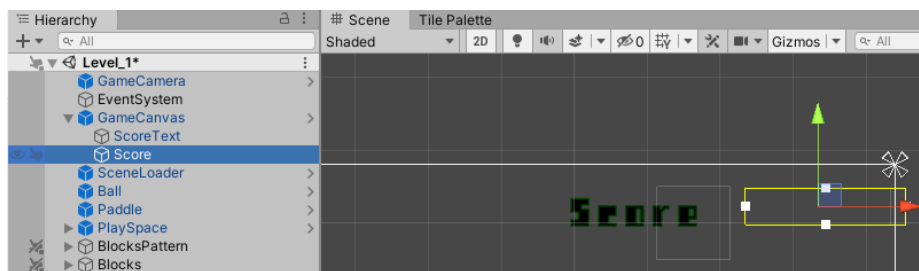 Hierarchy
All
Level_1*
GameCamera
EventSystem
GameCanvas
ScoreText
Score
SceneLoader
Ball
Paddle
PlaySpace
BlocksPattern
Blocks
Scene Tile Palette
Shaded 2D 0 Gizmos All
Score